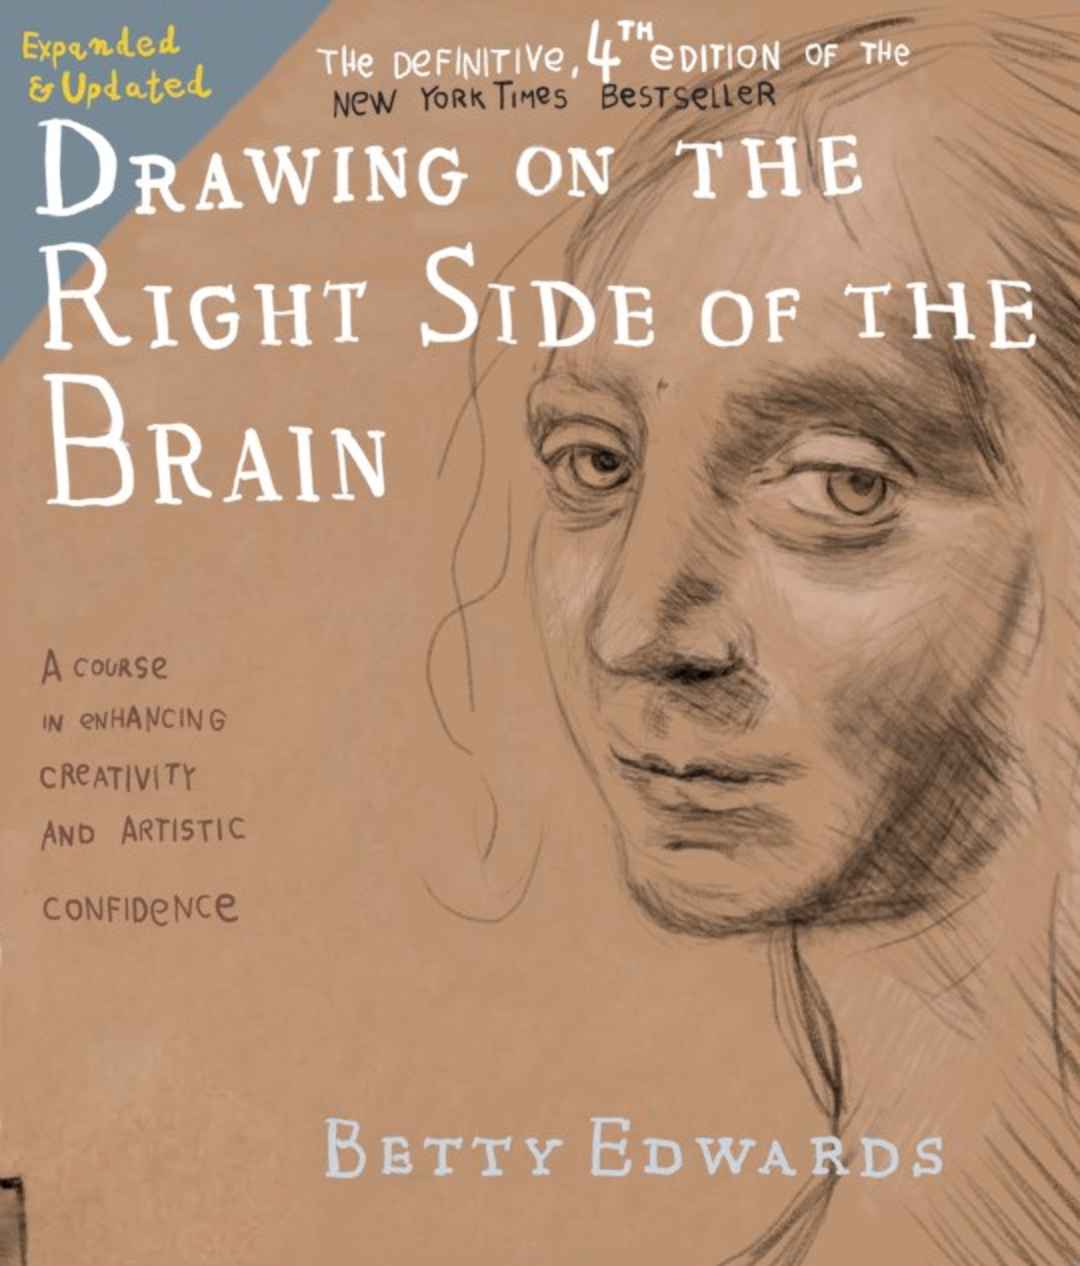 Expanded
& Updated
THE DEFINITIVE, 4TH EDITION OF THE
NEW YORK TIMES BESTSELLER
DRAWING ON THE
RIGHT SIDE OF THE
BRAIN
A COURSE
IN ENHANCING
CREATIVITY
AND ARTISTIC
CONFIDENCE
BETTY EDWARDS